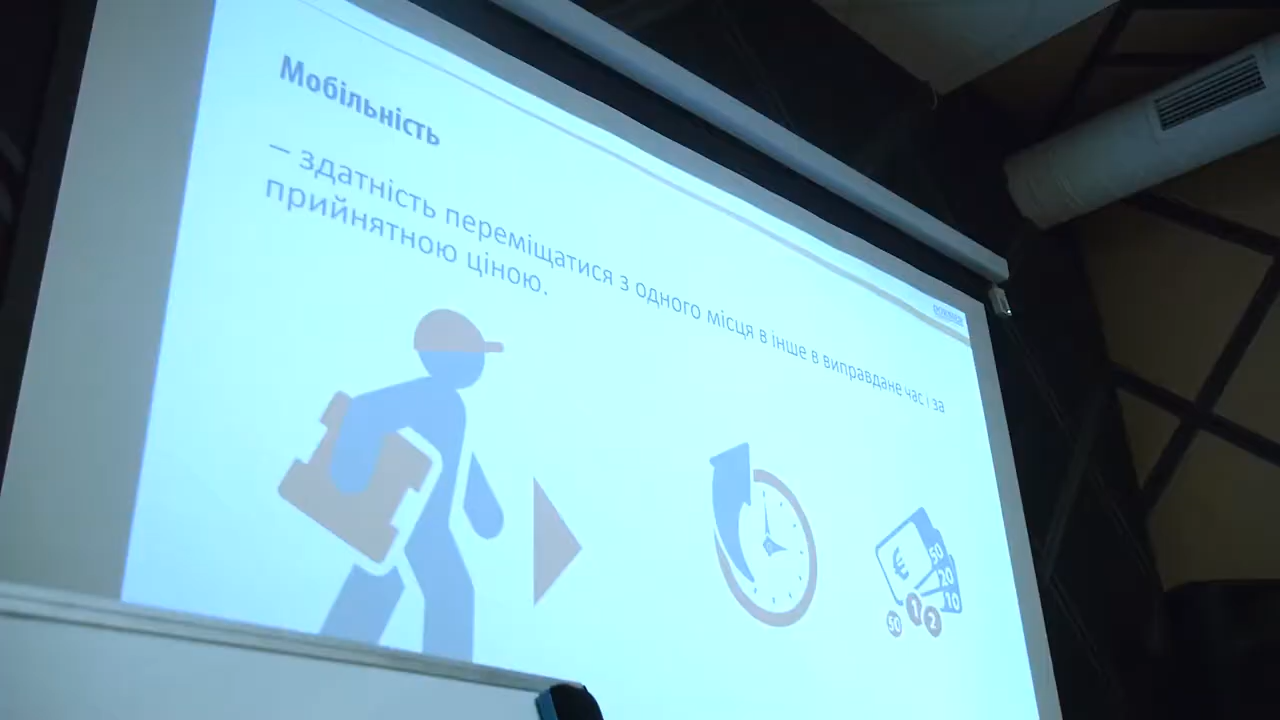 Мобільність
– здатність переміщатися з одного місця в інше в виправдане час і за
прийнятною ціною.
€
50
20
10
50
1
2